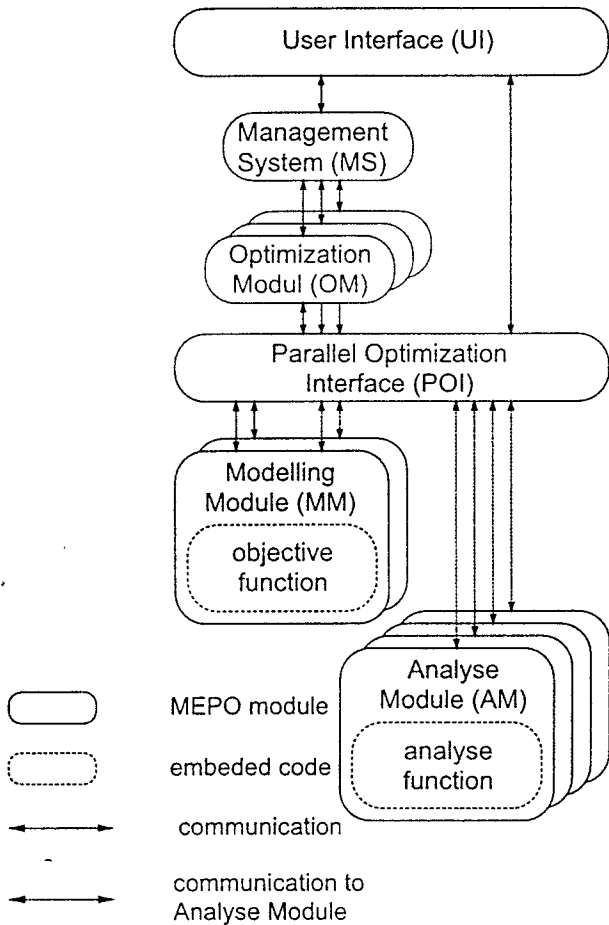 User Interface (UI)
Management
System (MS)
Optimization
Modul (OM)
Parallel Optimization
Interface (POI)
Modelling
Module (MM)
objective
function
Analyse
Module (AM)
analyse
function
MEPO module
embeded code
communication
communication to
Analyse Module